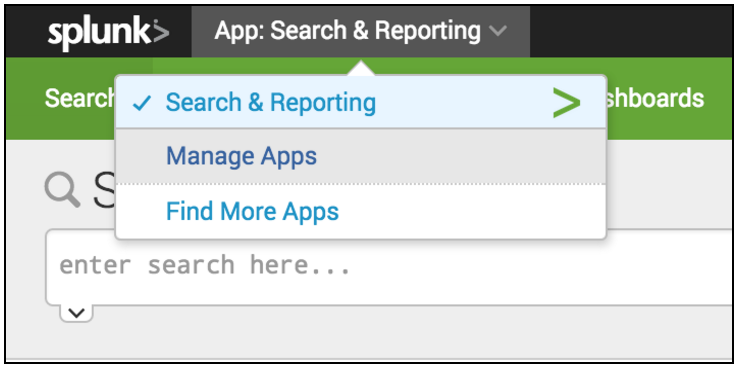 splunk> App: Search & Reporting
Search shboards
Search & Reporting >
Manage Apps
Find More Apps
S
enter search here...